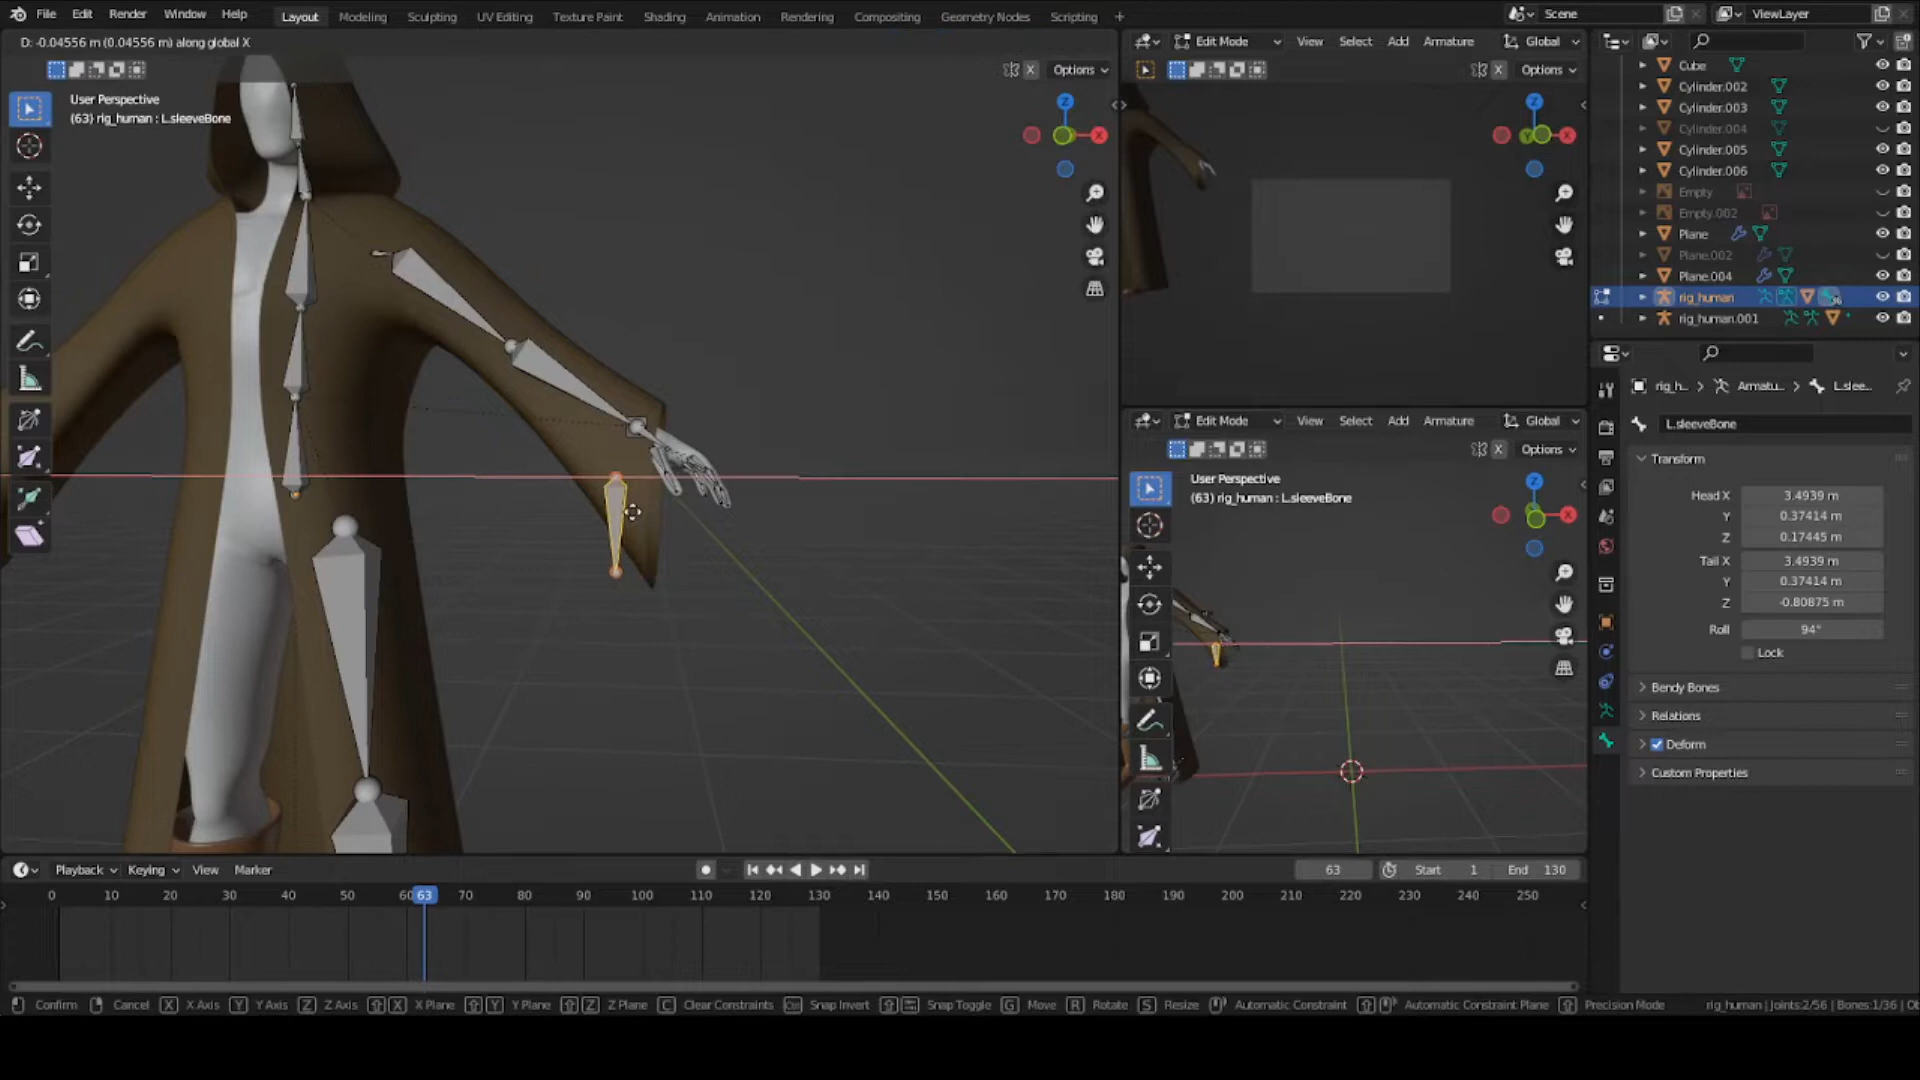 File Edit Render Window Help Layout Modeling Sculpting UV Editing Texture Paint Shading Animation Rendering Compositing Geometry Nodes Scripting + Scene ViewLayer
D: -0.04556 m (0.04556 m) along global X
X Options
User Perspective
(63) rig_human : L.sleeveBone
Z
X
Edit Mode View Select Add Armature Global
X Options
Z
Y
X
Edit Mode View Select Add Armature Global
X Options
User Perspective
(63) rig_human : L.sleeveBone
Z
X
Cube
Cylinder.002
Cylinder.003
Cylinder.004
Cylinder.005
Cylinder.006
Empty
Empty.002
Plane
Plane.002
Plane.004
rig_human
rig_human.001
rig_h... Armatu... L.slee...
L.sleeveBone
Transform
Head X 3.4939 m
Y 0.37414 m
Z 0.17445 m
Tail X 3.4939 m
Y 0.37414 m
Z -0.80875 m
Roll 94°
Lock
Bendy Bones
Relations
Deform
Custom Properties
Playback Keying View Marker 63 Start 1 End 130
0 10 20 30 40 50 60 63 70 80 90 100 110 120 130 140 150 160 170 180 190 200 210 220 230 240 250
Confirm Cancel X X Axis Y Y Axis Z Z Axis X X Plane Y Y Plane Z Z Plane C Clear Constraints Snap Invert Snap Toggle G Move R Rotate S Resize Automatic Constraint Automatic Constraint Plane Precision Mode rig_human | Joints:2/56 | Bones:1/36 | Ob